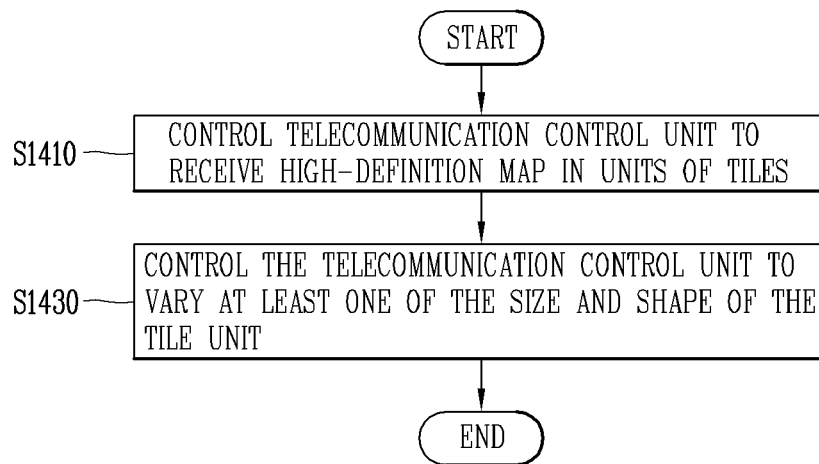 START
S1410
CONTROL TELECOMMUNICATION CONTROL UNIT TO
RECEIVE HIGH-DEFINITION MAP IN UNITS OF TILES
S1430
CONTROL THE TELECOMMUNICATION CONTROL UNIT TO
VARY AT LEAST ONE OF THE SIZE AND SHAPE OF THE
TILE UNIT
END